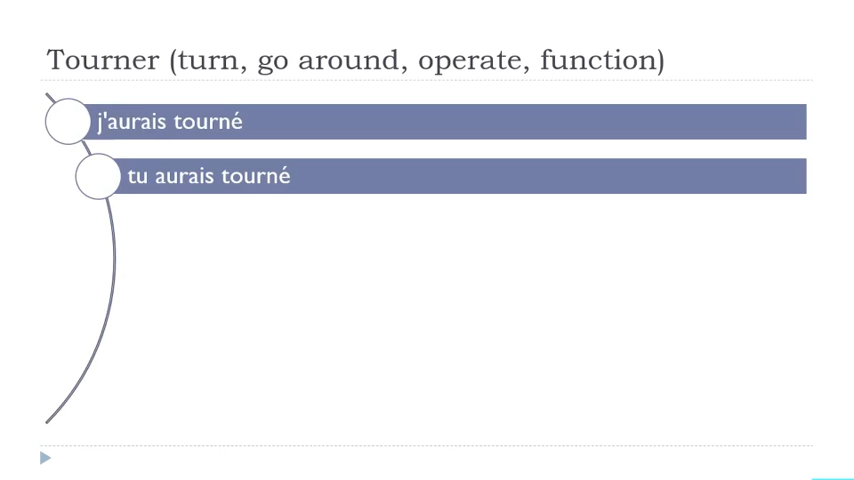 Tourner (turn, go around, operate, function)
j'aurais tourné
tu aurais tourné